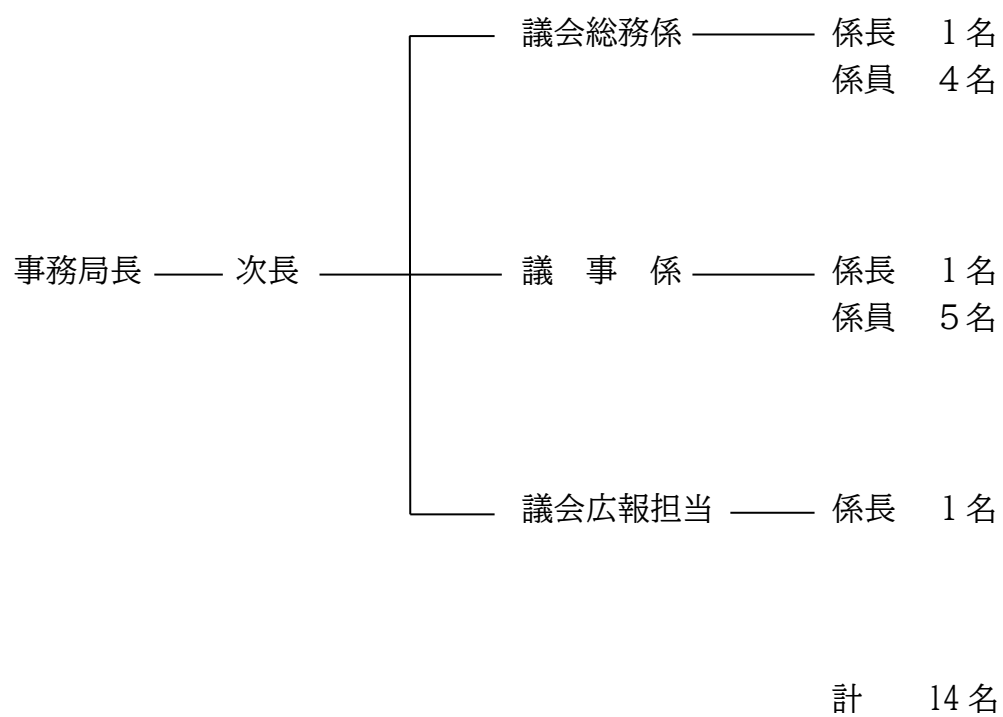 議会総務係 係長 1名
係員 4名
事務局長 次長 議 事 係 係長 1名
係員 5名
議会広報担当 係長 1名
計 14名